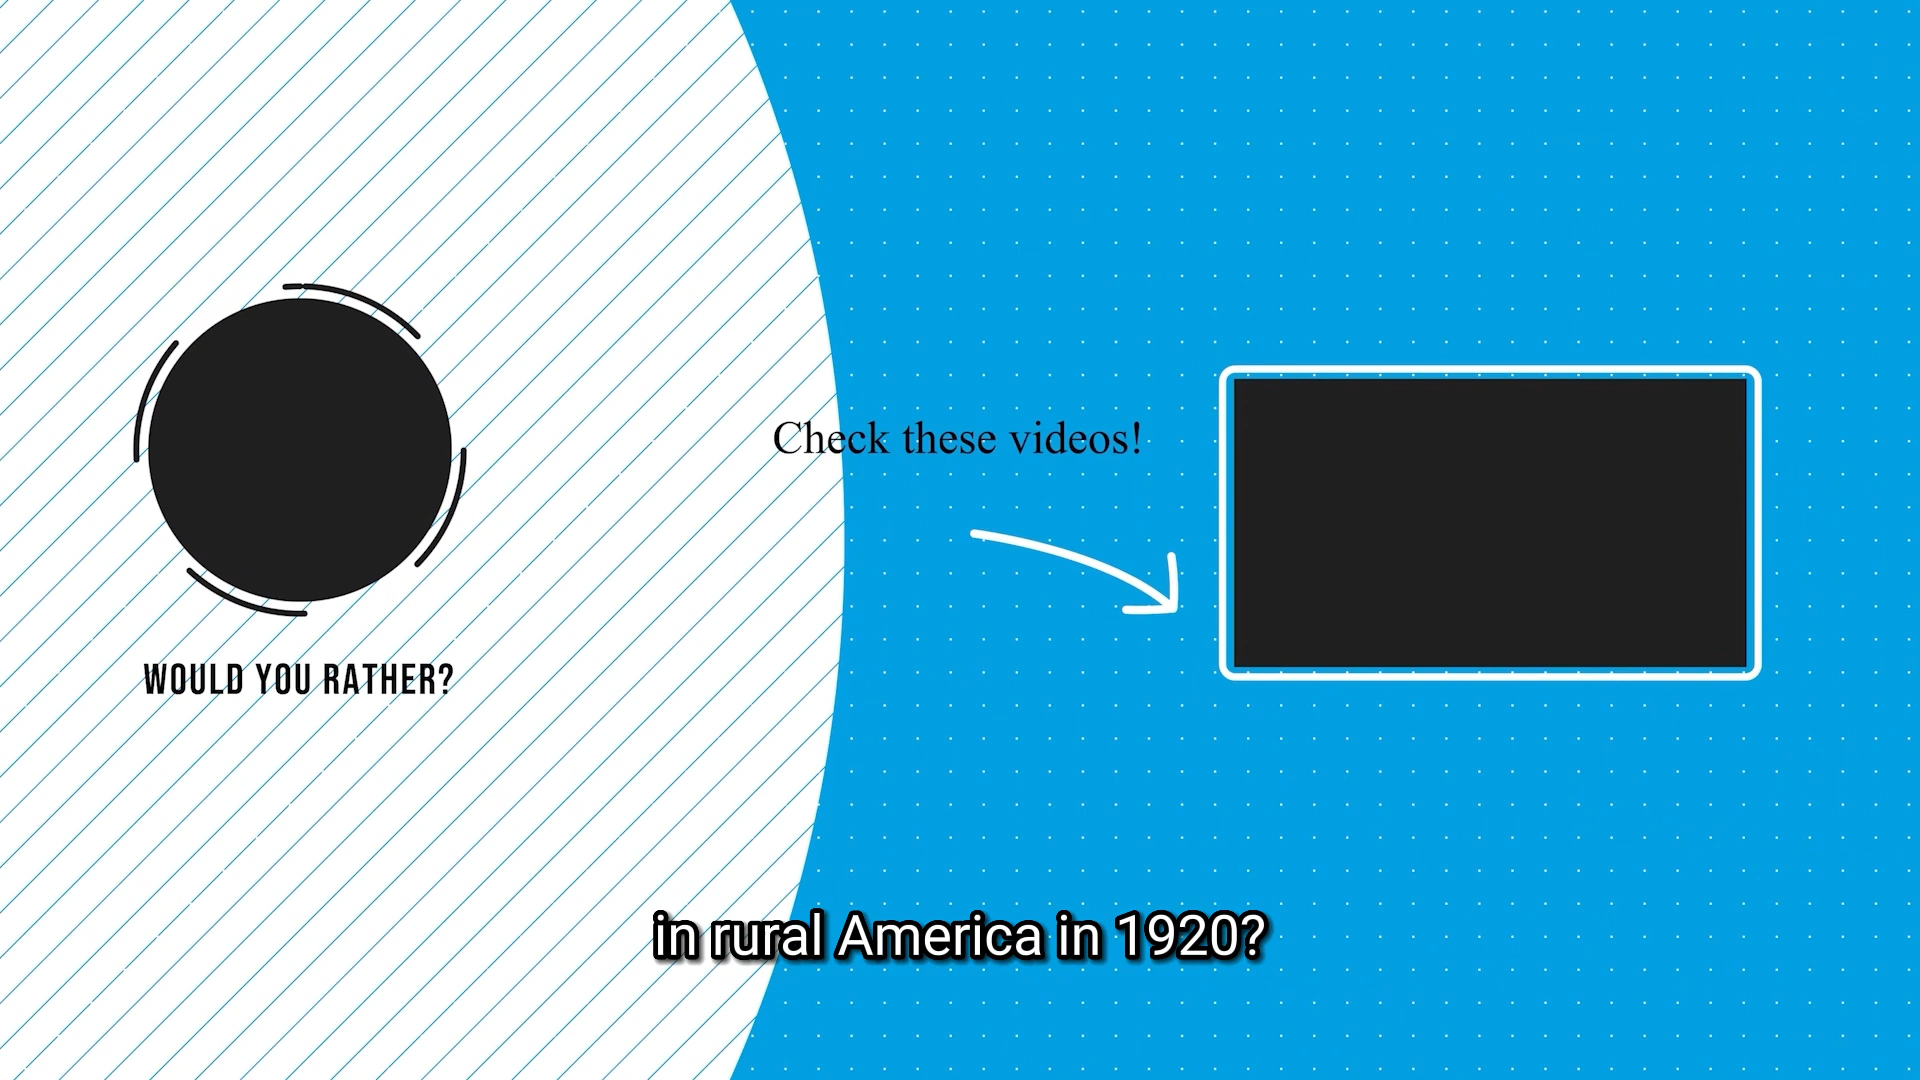 Check these videos!
WOULD YOU RATHER?
in rural America in 1920?